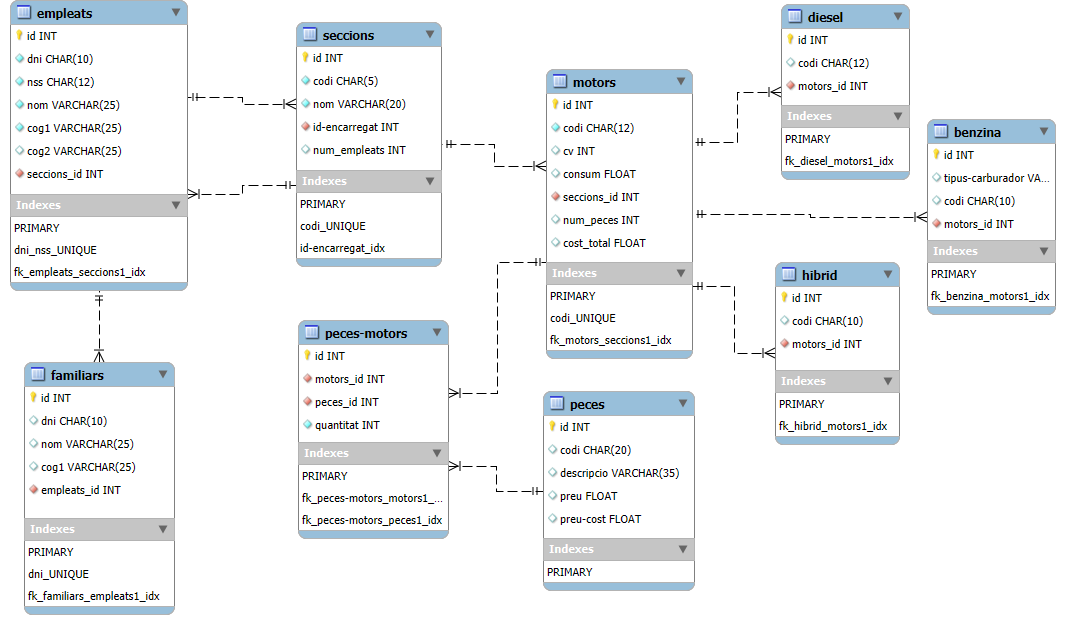 empleats
id INT
dni CHAR(10)
nss CHAR(12)
nom VARCHAR(25)
cog1 VARCHAR(25)
cog2 VARCHAR(25)
seccions_id INT
Indexes
PRIMARY
dni_nss_UNIQUE
fk_empleats_seccions1_idx
seccions
id INT
codi CHAR(5)
nom VARCHAR(20)
id-encarregat INT
num_empleats INT
Indexes
PRIMARY
codi_UNIQUE
id-encarregat_idx
motors
id INT
codi CHAR(12)
cv INT
consum FLOAT
seccions_id INT
num_peces INT
cost_total FLOAT
Indexes
PRIMARY
codi_UNIQUE
fk_motors_seccions1_idx
diesel
id INT
codi CHAR(12)
motors_id INT
Indexes
PRIMARY
fk_diesel_motors1_idx
benzina
id INT
tipus-carburador VA...
codi CHAR(10)
motors_id INT
Indexes
PRIMARY
fk_benzina_motors1_idx
hibrid
id INT
codi CHAR(10)
motors_id INT
Indexes
PRIMARY
fk_hibrid_motors1_idx
familiars
id INT
dni CHAR(10)
nom VARCHAR(25)
cog1 VARCHAR(25)
empleats_id INT
Indexes
PRIMARY
dni_UNIQUE
fk_familiars_empleats1_idx
peces-motors
id INT
motors_id INT
peces_id INT
quantitat INT
Indexes
PRIMARY
fk_peces-motors_motors1_...
fk_peces-motors_peces1_idx
peces
id INT
codi CHAR(20)
descripcio VARCHAR(35)
preu FLOAT
preu-cost FLOAT
Indexes
PRIMARY